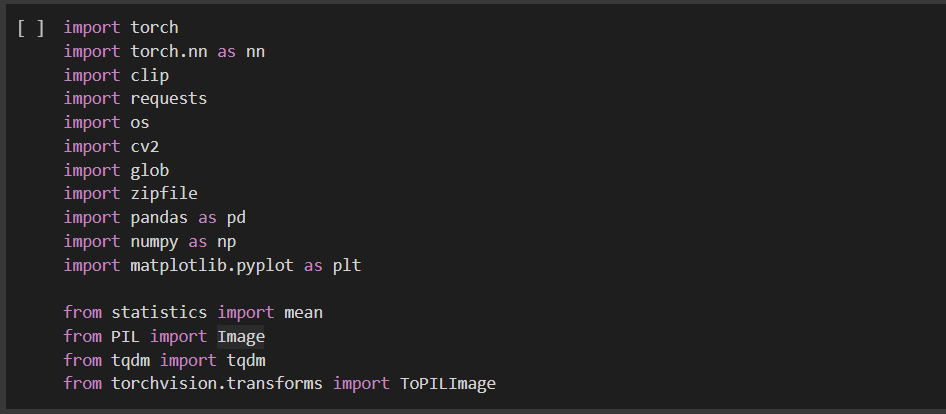 [ ] import torch
import torch.nn as nn
import clip
import requests
import os
import cv2
import glob
import zipfile
import pandas as pd
import numpy as np
import matplotlib.pyplot as plt
from statistics import mean
from PIL import Image
from tqdm import tqdm
from torchvision.transforms import ToPILImage